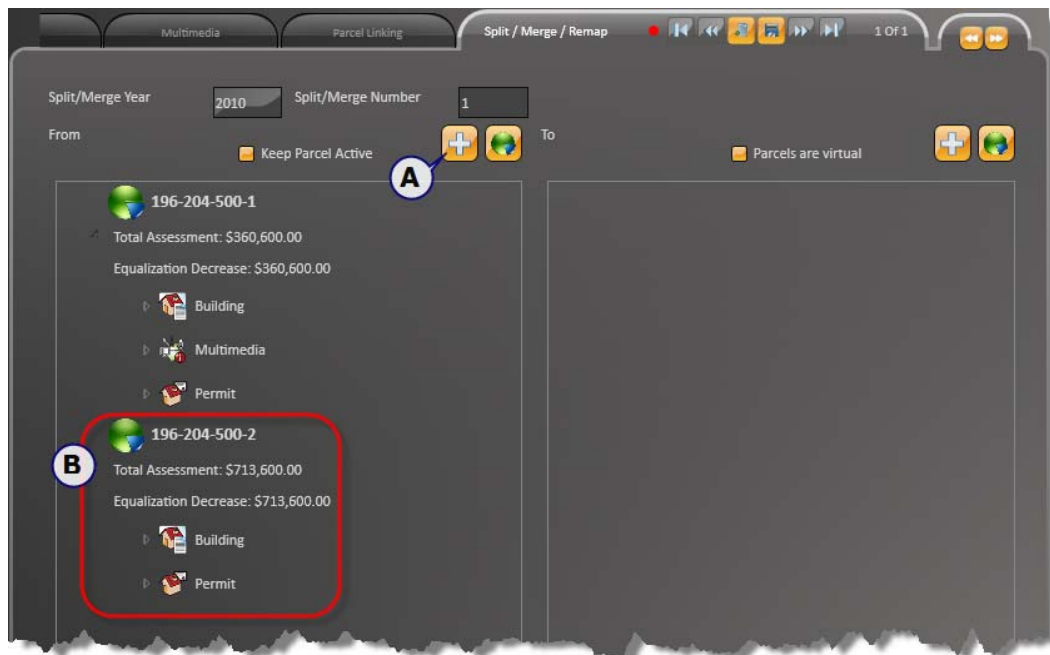 Multimedia Parcel Linking Split / Merge / Remap 1 Of 1
Split/Merge Year 2010 Split/Merge Number 1
From To
Keep Parcel Active Parcels are virtual
A
196-204-500-1
Total Assessment: $360,600.00
Equalization Decrease: $360,600.00
Building
Multimedia
Permit
196-204-500-2
B
Total Assessment: $713,600.00
Equalization Decrease: $713,600.00
Building
Permit